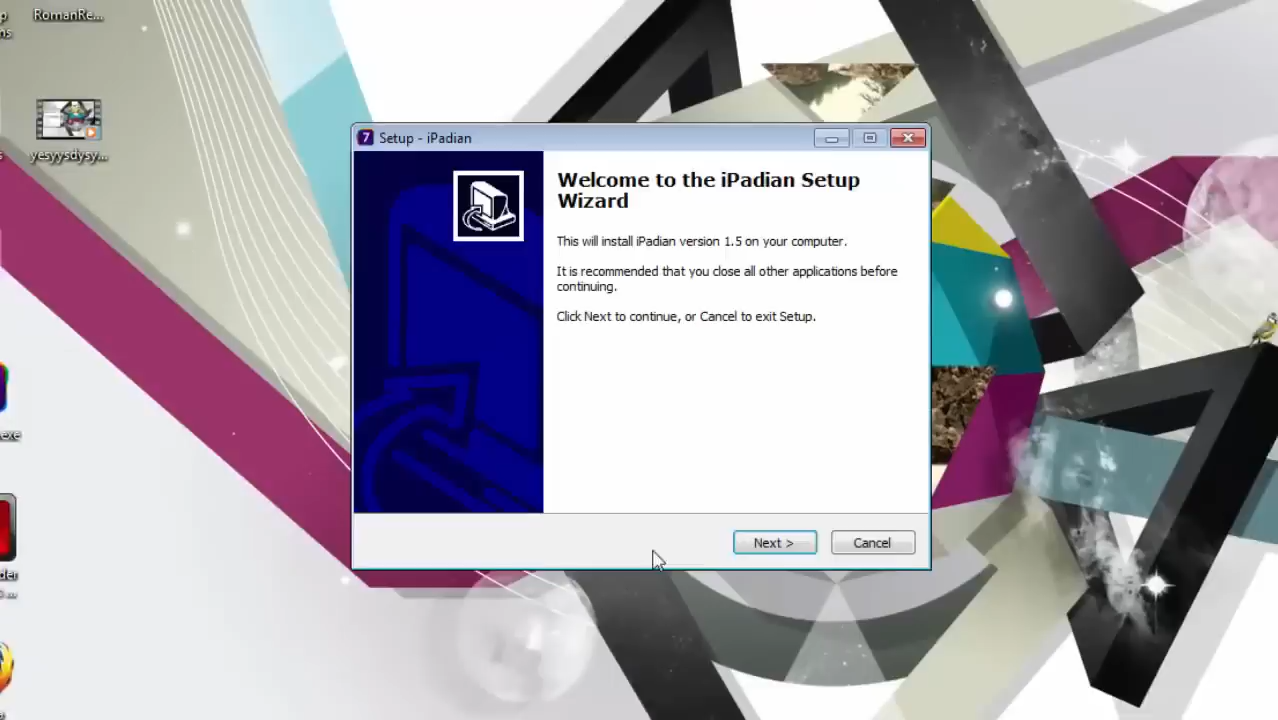 RomanRe...
yesyysdysy...
Setup - iPadian
Welcome to the iPadian Setup
Wizard
This will install iPadian version 1.5 on your computer.
It is recommended that you close all other applications before
continuing.
Click Next to continue, or Cancel to exit Setup.
Next >
Cancel
.exe